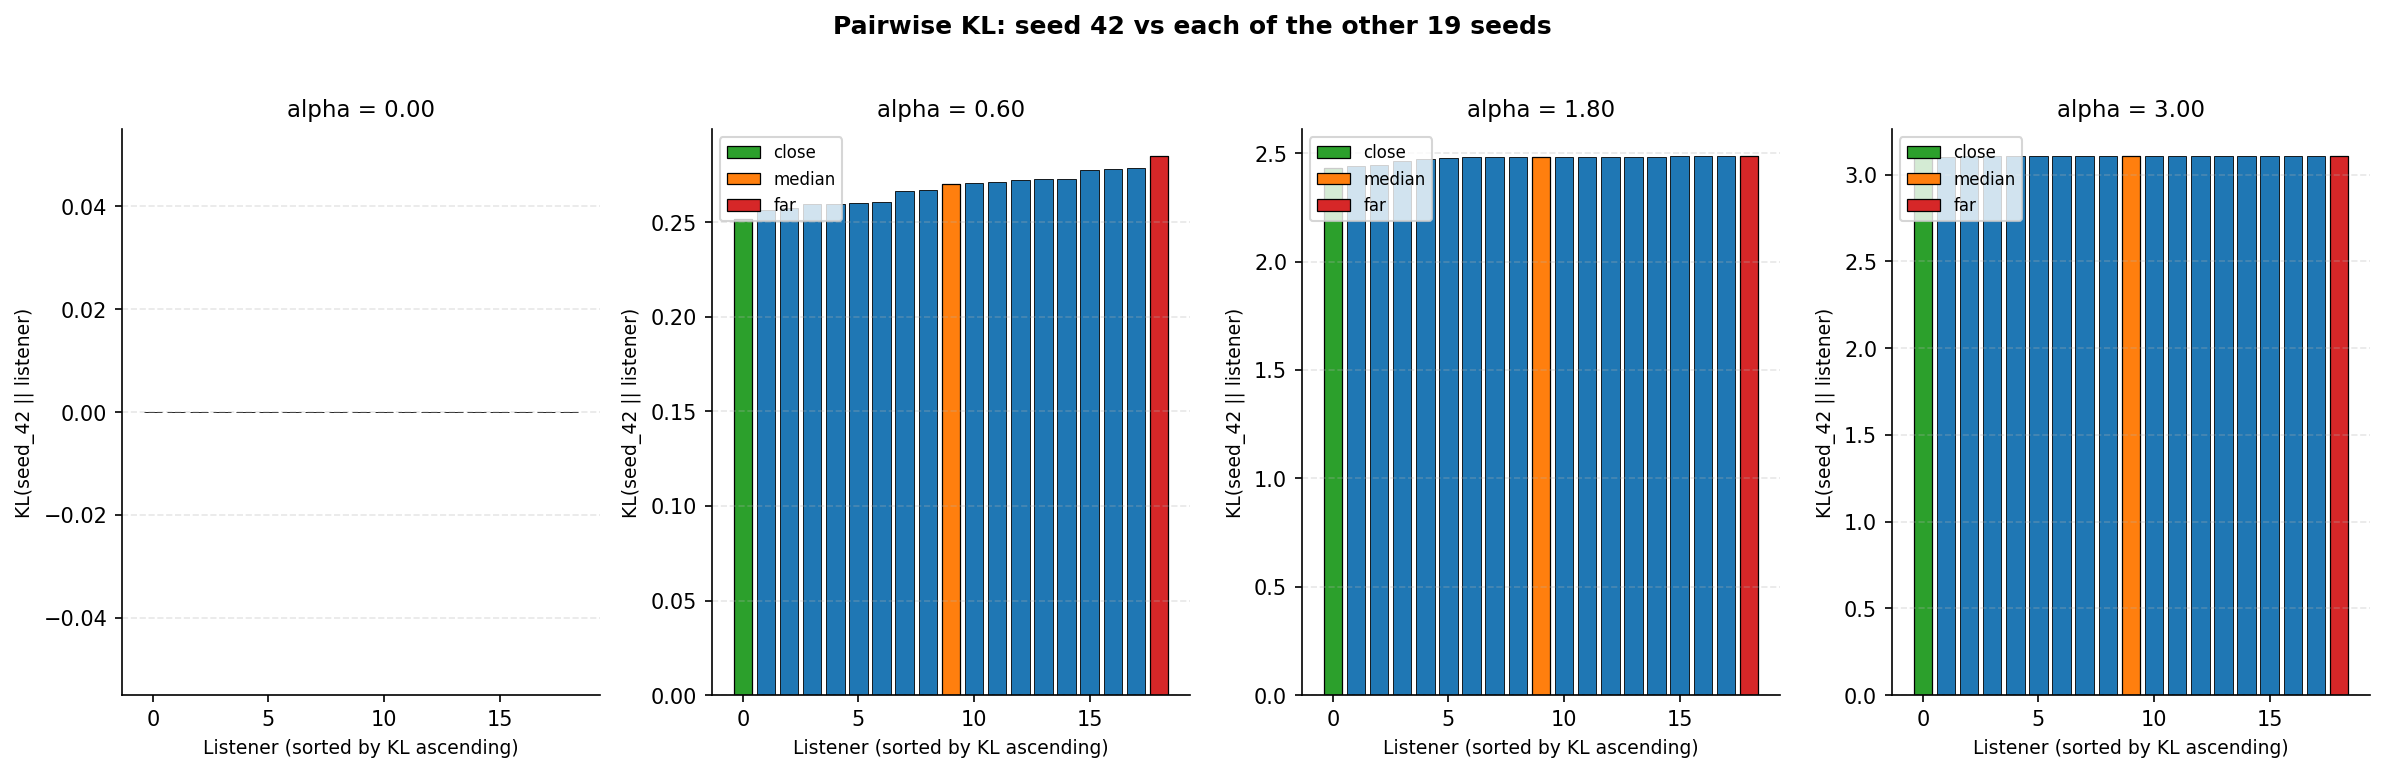 Pairwise KL: seed 42 vs each of the other 19 seeds
alpha = 0.00
KL(seed_42 || listener)
0.04
0.02
0.00
−0.02
−0.04
0 5 10 15
Listener (sorted by KL ascending)
alpha = 0.60
close
median
far
KL(seed_42 || listener)
0.25
0.20
0.15
0.10
0.05
0.00
0 5 10 15
Listener (sorted by KL ascending)
alpha = 1.80
close
median
far
KL(seed_42 || listener)
2.5
2.0
1.5
1.0
0.5
0.0
0 5 10 15
Listener (sorted by KL ascending)
alpha = 3.00
close
median
far
KL(seed_42 || listener)
3.0
2.5
2.0
1.5
1.0
0.5
0.0
0 5 10 15
Listener (sorted by KL ascending)